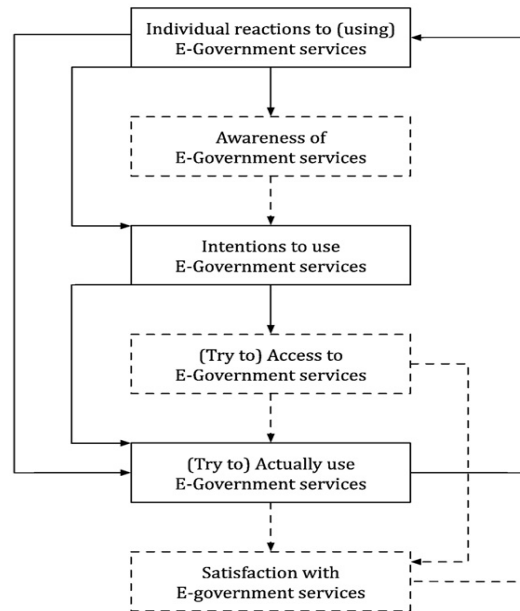 Individual reactions to (using)
E-Government services
Awareness of
E-Government services
Intentions to use
E-Government services
(Try to) Access to
E-Government services
(Try to) Actually use
E-Government services
Satisfaction with
E-government services